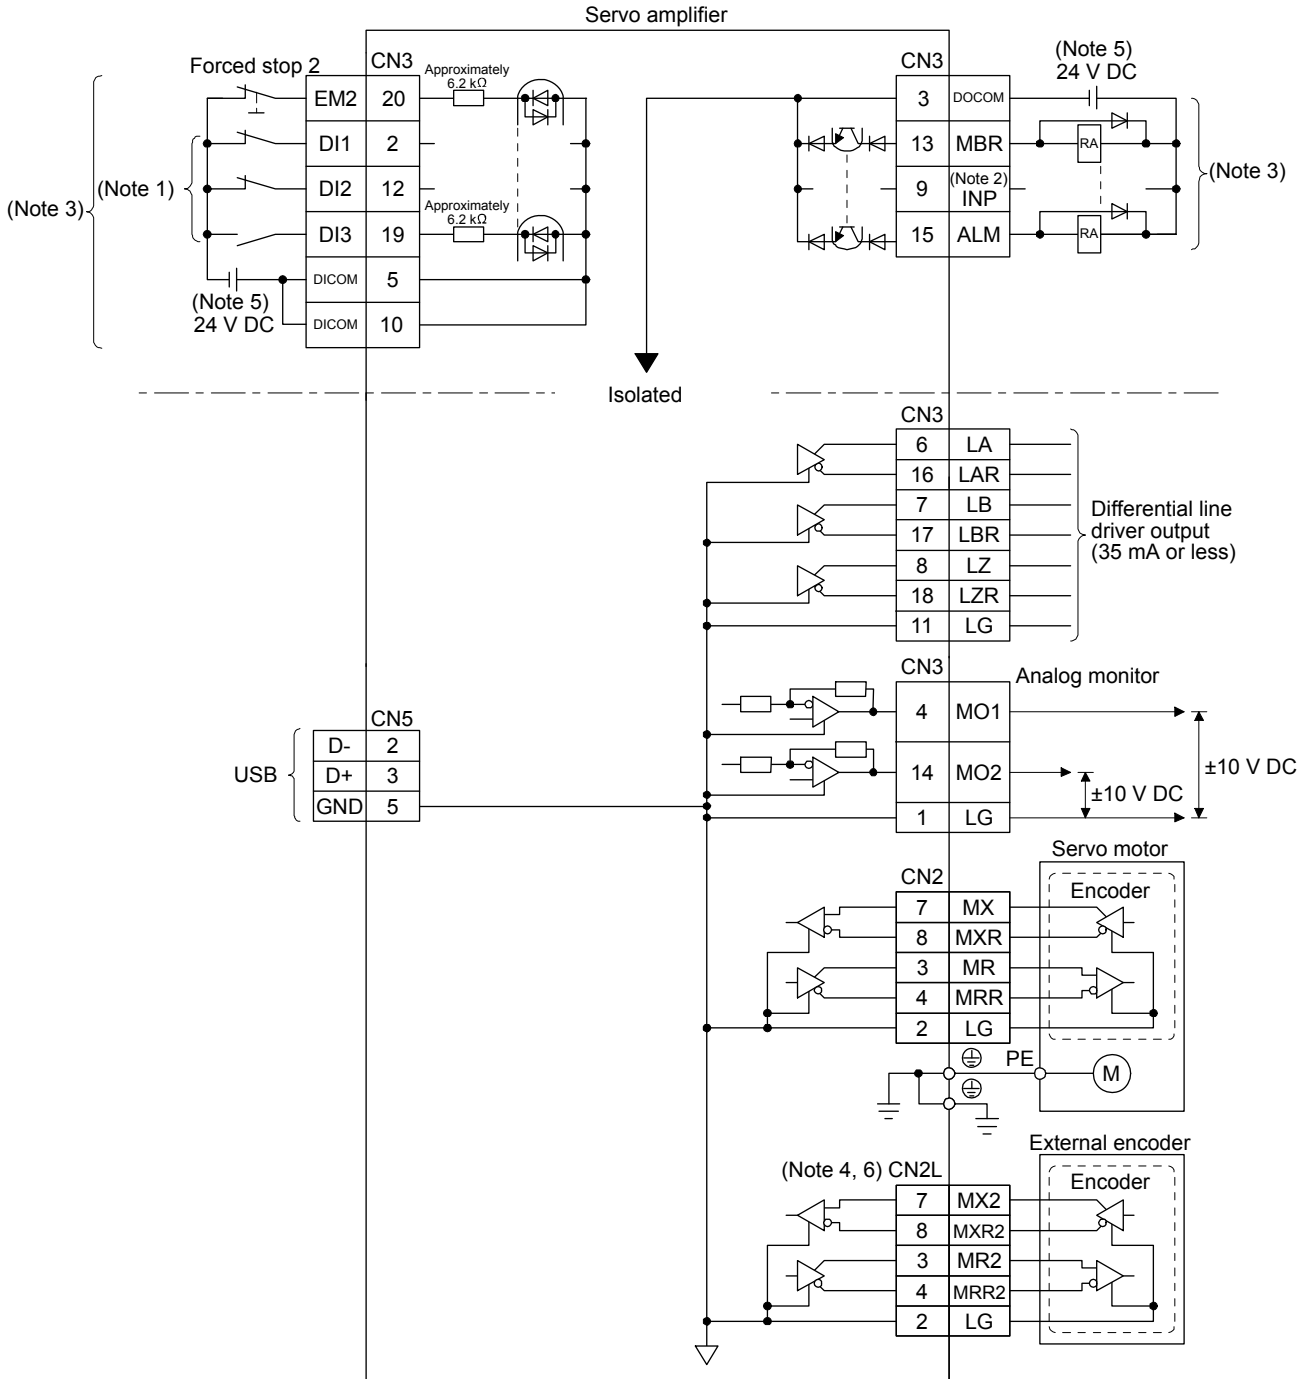 Servo amplifier
Forced stop 2
CN3
Approximately
6.2 kΩ
EM2 20
DI1 2
DI2 12
Approximately
6.2 kΩ
DI3 19
DICOM 5
DICOM 10
(Note 3)
(Note 1)
(Note 5)
24 V DC
CN3
(Note 5)
24 V DC
3 DOCOM
13 MBR RA
9 (Note 2)
INP
15 ALM RA
(Note 3)
Isolated
CN3
6 LA
16 LAR
7 LB
17 LBR
8 LZ
18 LZR
11 LG
Differential line
driver output
(35 mA or less)
CN3
Analog monitor
4 MO1
14 MO2
1 LG
±10 V DC
±10 V DC
CN5
USB
D- 2
D+ 3
GND 5
Servo motor
Encoder
CN2
7 MX
8 MXR
3 MR
4 MRR
2 LG
PE
M
External encoder
Encoder
(Note 4, 6) CN2L
7 MX2
8 MXR2
3 MR2
4 MRR2
2 LG